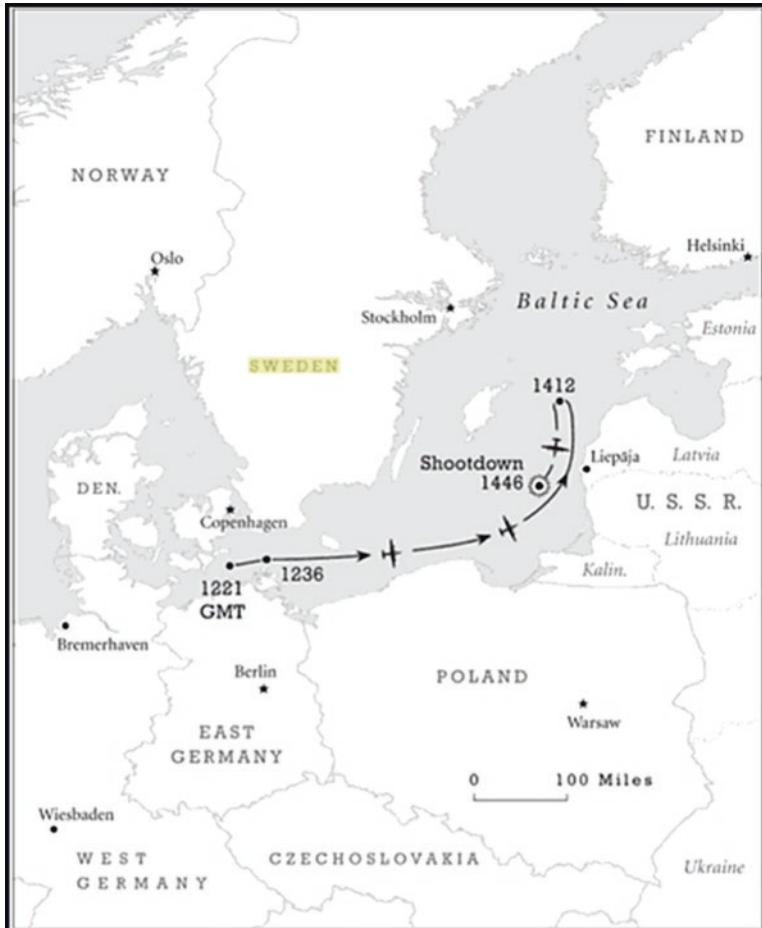 FINLAND
NORWAY
Helsinki
Oslo
Baltic Sea
Stockholm
Estonia
SWEDEN
1412
Liepāja
Latvia
Shootdown
1446
DEN.
U. S. S. R.
Copenhagen
Lithuania
1236
Kalin.
1221
GMT
Bremerhaven
Berlin
POLAND
Warsaw
EAST
GERMANY
0 100 Miles
Wiesbaden
WEST
GERMANY
CZECHOSLOVAKIA
Ukraine